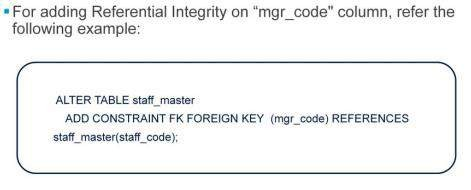 ▪ For adding Referential Integrity on “mgr_code" column, refer the
following example:
ALTER TABLE staff_master
ADD CONSTRAINT FK FOREIGN KEY (mgr_code) REFERENCES
staff_master(staff_code);